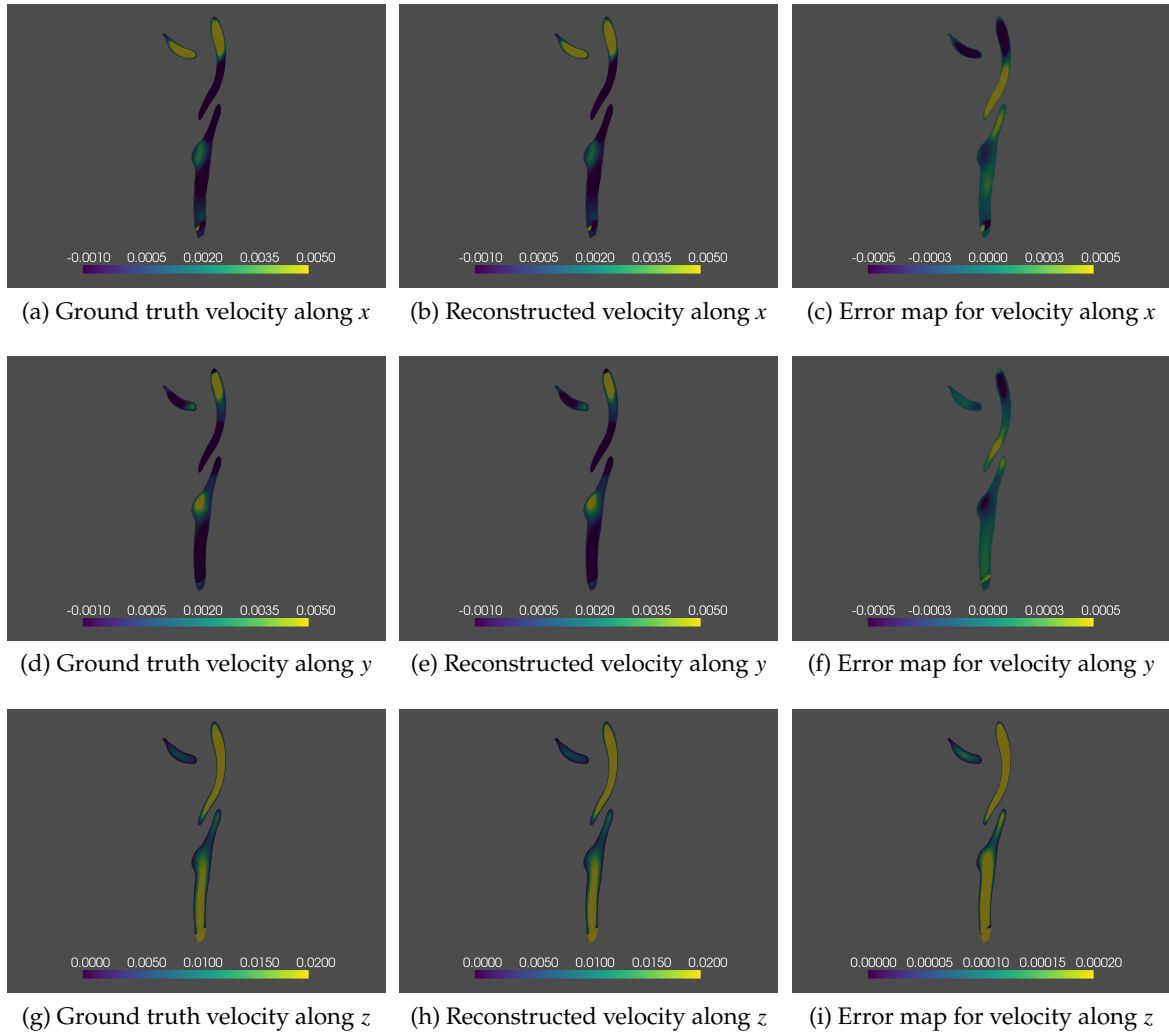 -0.0010 0.0005 0.0020 0.0035 0.0050
-0.0010 0.0005 0.0020 0.0035 0.0050
-0.0005 -0.0003 0.0000 0.0003 0.0005
(a) Ground truth velocity along x
(b) Reconstructed velocity along x
(c) Error map for velocity along x
-0.0010 0.0005 0.0020 0.0035 0.0050
-0.0010 0.0005 0.0020 0.0035 0.0050
-0.0005 -0.0003 0.0000 0.0003 0.0005
(d) Ground truth velocity along y
(e) Reconstructed velocity along y
(f) Error map for velocity along y
0.0000 0.0050 0.0100 0.0150 0.0200
0.0000 0.0050 0.0100 0.0150 0.0200
0.00000 0.00005 0.00010 0.00015 0.00020
(g) Ground truth velocity along z
(h) Reconstructed velocity along z
(i) Error map for velocity along z